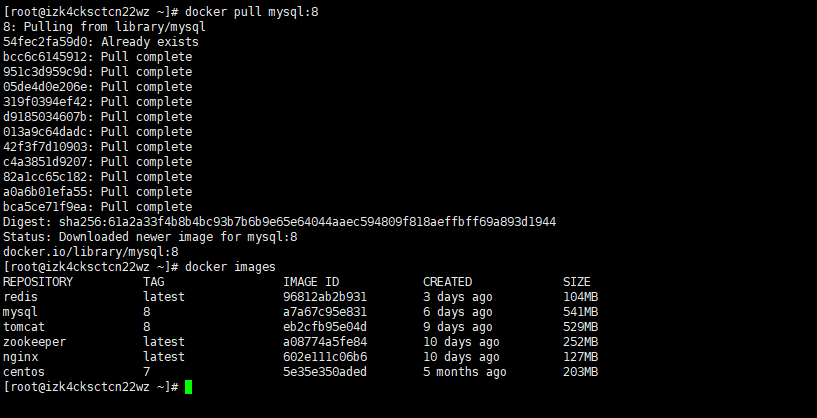 [root@izk4cksctcn22wz ~]# docker pull mysql:8
8: Pulling from library/mysql
54fec2fa59d0: Already exists
bcc6c6145912: Pull complete
951c3d959c9d: Pull complete
05de4d0e206e: Pull complete
319f0394ef42: Pull complete
d9185034607b: Pull complete
013a9c64dadc: Pull complete
42f3f7d10903: Pull complete
c4a3851d9207: Pull complete
82a1cc65c182: Pull complete
a0a6b01efa55: Pull complete
bca5ce71f9ea: Pull complete
Digest: sha256:61a2a33f4b8b4bc93b7b6b9e65e64044aaec594809f818aeffbff69a893d1944
Status: Downloaded newer image for mysql:8
docker.io/library/mysql:8
[root@izk4cksctcn22wz ~]# docker images
REPOSITORY TAG IMAGE ID CREATED SIZE
redis latest 96812ab2b931 3 days ago 104MB
mysql 8 a7a67c95e831 6 days ago 541MB
tomcat 8 eb2cfb95e04d 9 days ago 529MB
zookeeper latest a08774a5fe84 10 days ago 252MB
nginx latest 602e111c06b6 10 days ago 127MB
centos 7 5e35e350aded 5 months ago 203MB
[root@izk4cksctcn22wz ~]#